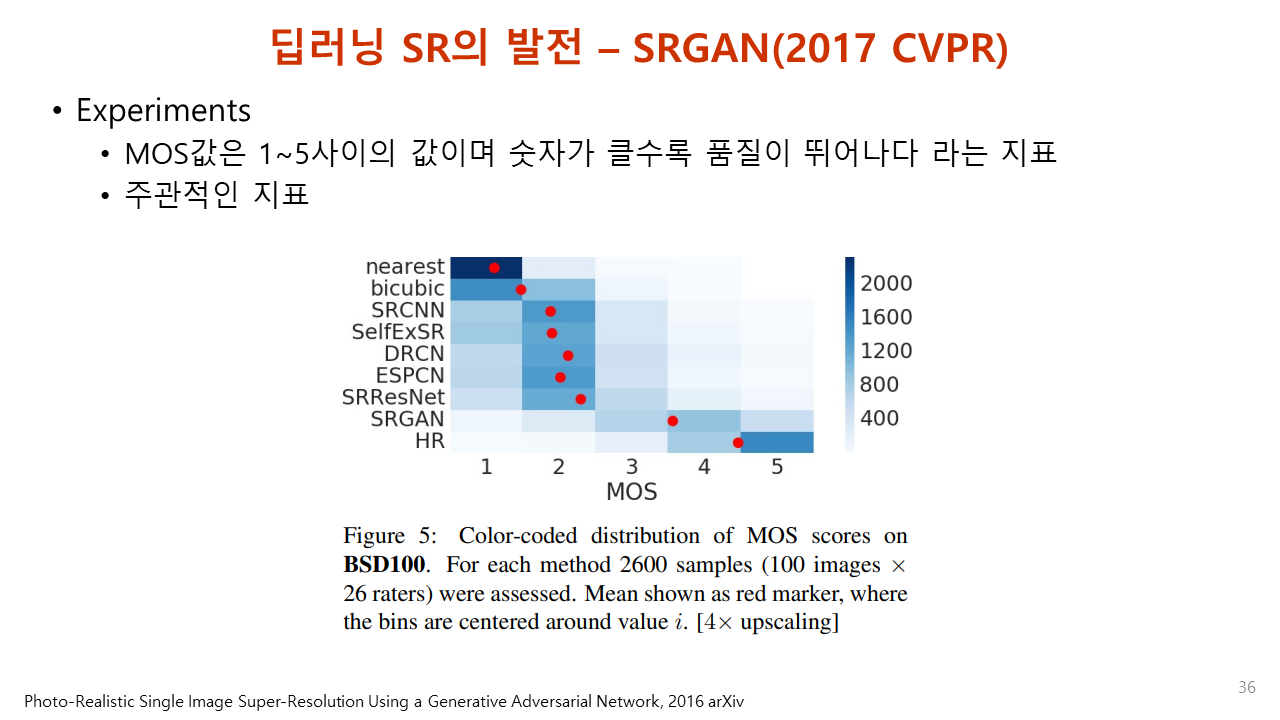 딥러닝 SR의 발전 – SRGAN(2017 CVPR)
• Experiments
• MOS값은 1~5사이의 값이며 숫자가 클수록 품질이 뛰어나다 라는 지표
• 주관적인 지표
nearest
bicubic
SRCNN
SelfExSR
DRCN
ESPCN
SRResNet
SRGAN
HR
1 2 3 4 5
MOS
2000
1600
1200
800
400
Figure 5: Color-coded distribution of MOS scores on
BSD100. For each method 2600 samples (100 images ×
26 raters) were assessed. Mean shown as red marker, where
the bins are centered around value i. [4× upscaling]
Photo-Realistic Single Image Super-Resolution Using a Generative Adversarial Network, 2016 arXiv
36